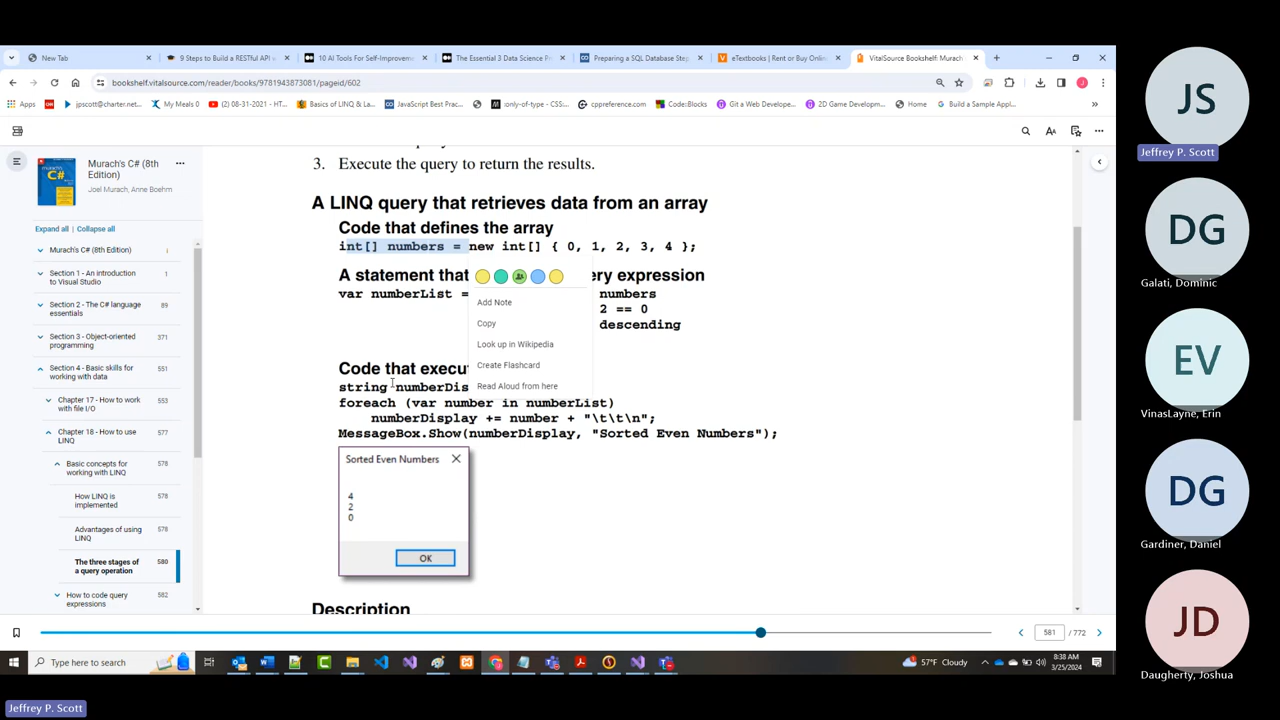 New Tab
9 Steps to Build a RESTful API
10 AI Tools For Self-Improveme
The Essential 3 Data Science P
Preparing a SQL Database Step
eTextbooks | Rent or Buy Online
VitalSource Bookshelf: Murach
bookshelf.vitalsource.com/reader/books/9781943873081/pageid/602
Apps
jpscott@charter.net
My Meals 0
(2) 08-31-2021 - HT...
Basics of LINQ & La...
JavaScript Best Prac...
:only-of-type - CSS:...
cppreference.com
Code:Blocks
Git a Web Develope...
2D Game Developm...
Home
Build a Sample Appl...
Murach's C# (8th
Edition)
Joel Murach, Anne Boehm
Expand all | Collapse all
Murach's C# (8th Edition) i
Section 1 - An introduction 1
to Visual Studio
Section 2 - The C# language 89
essentials
Section 3 - Object-oriented 371
programming
Section 4 - Basic skills for 551
working with data
Chapter 17 - How to work 553
with file I/O
Chapter 18 - How to use 577
LINQ
Basic concepts for 578
working with LINQ
How LINQ is 578
implemented
Advantages of using 578
LINQ
The three stages of 580
a query operation
How to code query 582
expressions
3. Execute the query to return the results.
A LINQ query that retrieves data from an array
Code that defines the array
int[] numbers = new int[] { 0, 1, 2, 3, 4 };
A statement that ry expression
var numberList = numbers
2 == 0
descending
Code that execu
string numberDis
foreach (var number in numberList)
numberDisplay += number + "\t\t\n";
MessageBox.Show(numberDisplay, "Sorted Even Numbers");
Add Note
Copy
Look up in Wikipedia
Create Flashcard
Read Aloud from here
Sorted Even Numbers
4
2
0
OK
Description
581 / 772
Type here to search
57°F Cloudy
8:38 AM
3/25/2024
JS
Jeffrey P. Scott
DG
Galati, Dominic
EV
VinasLayne, Erin
DG
Gardiner, Daniel
JD
Daugherty, Joshua
Jeffrey P. Scott